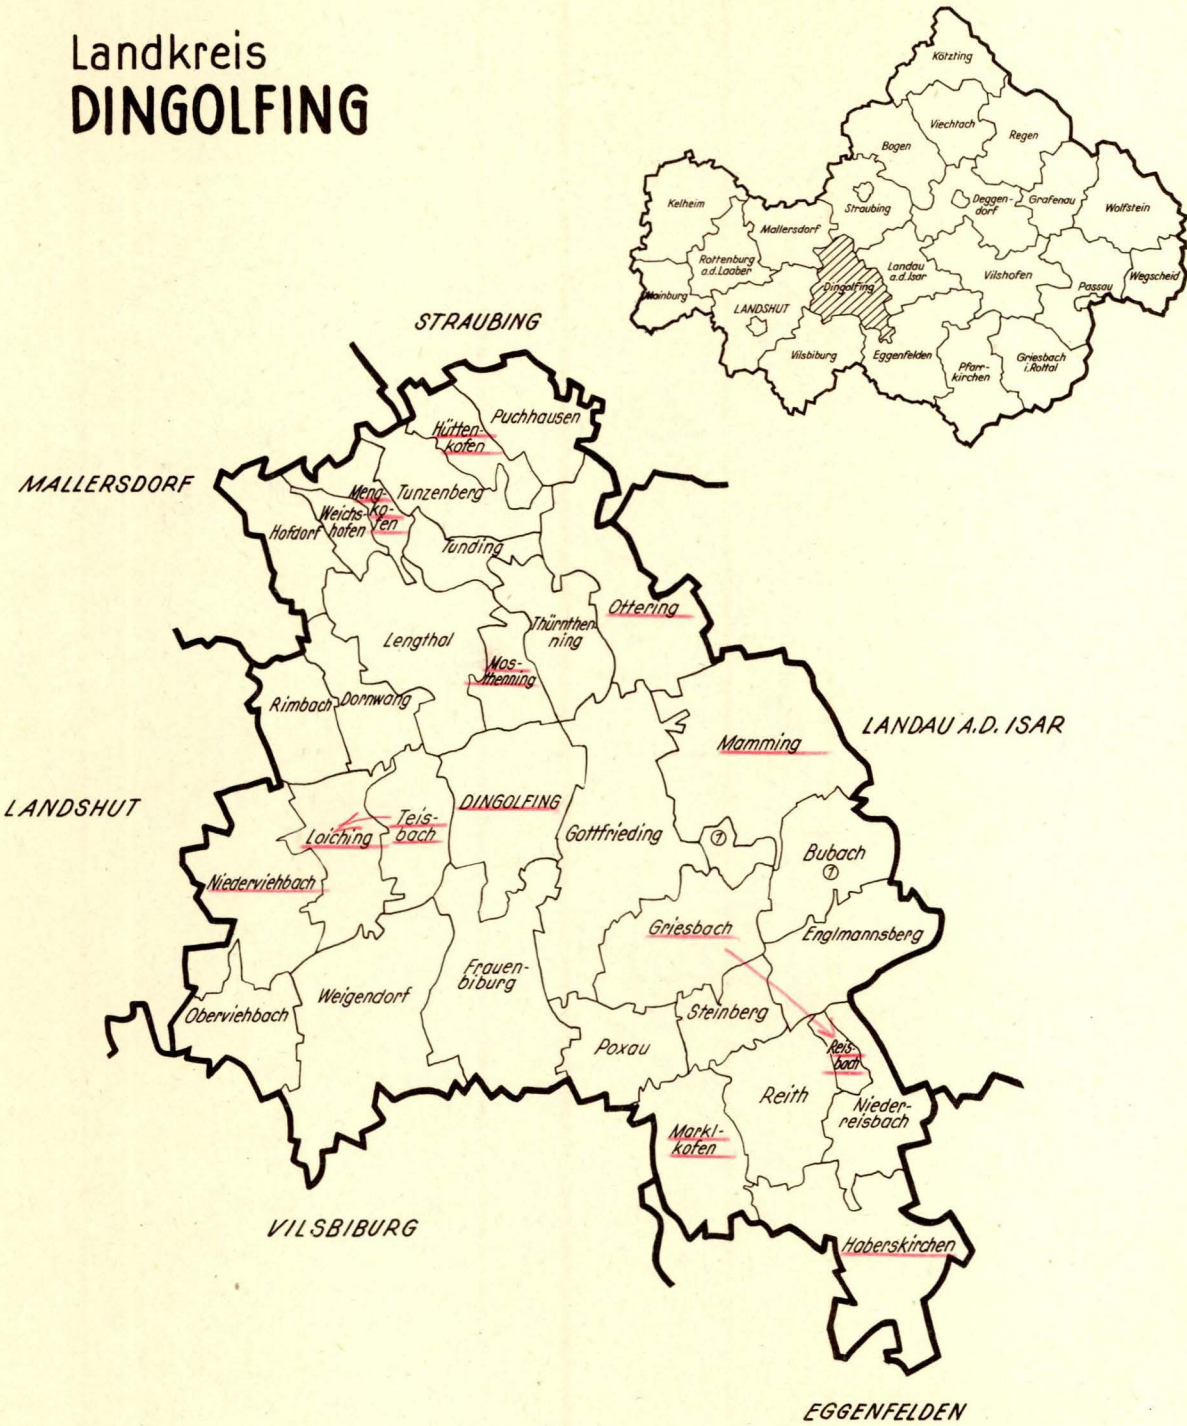 Landkreis
DINGOLFING
Kötzting
Viechtach
Regen
Bogen
Kelheim
Straubing
Deggen-
dorf
Grafenau
Wolfstein
Mallersdorf
Rottenburg
a.d.Laaber
Landau
a.d.Isar
Vilshofen
Wegscheid
Passau
Mainburg
Dingolfing
LANDSHUT
Vilsbiburg
Eggenfelden
Pfarr-
kirchen
Griesbach
i.Rottal
STRAUBING
Puchhausen
Hütten-
kofen
MALLERSDORF
Meng-
ko-
fen
Tunzenberg
Weichs-
hofen
Hofdorf
Tunding
Ottering
Thürnthen-
ning
Lengthal
Mos-
thenning
Rimbach
Dornwang
LANDAU A.D. ISAR
Mamming
LANDSHUT
DINGOLFING
Teis-
bach
Loiching
Gottfrieding
1
Bubach
1
Niederviehbach
Griesbach
Englmannsberg
Frauen-
biburg
Weigendorf
Oberviehbach
Steinberg
Poxau
Reis-
bach
Reith
Nieder-
reisbach
Markl-
kofen
VILSBIBURG
Haberskirchen
EGGENFELDEN